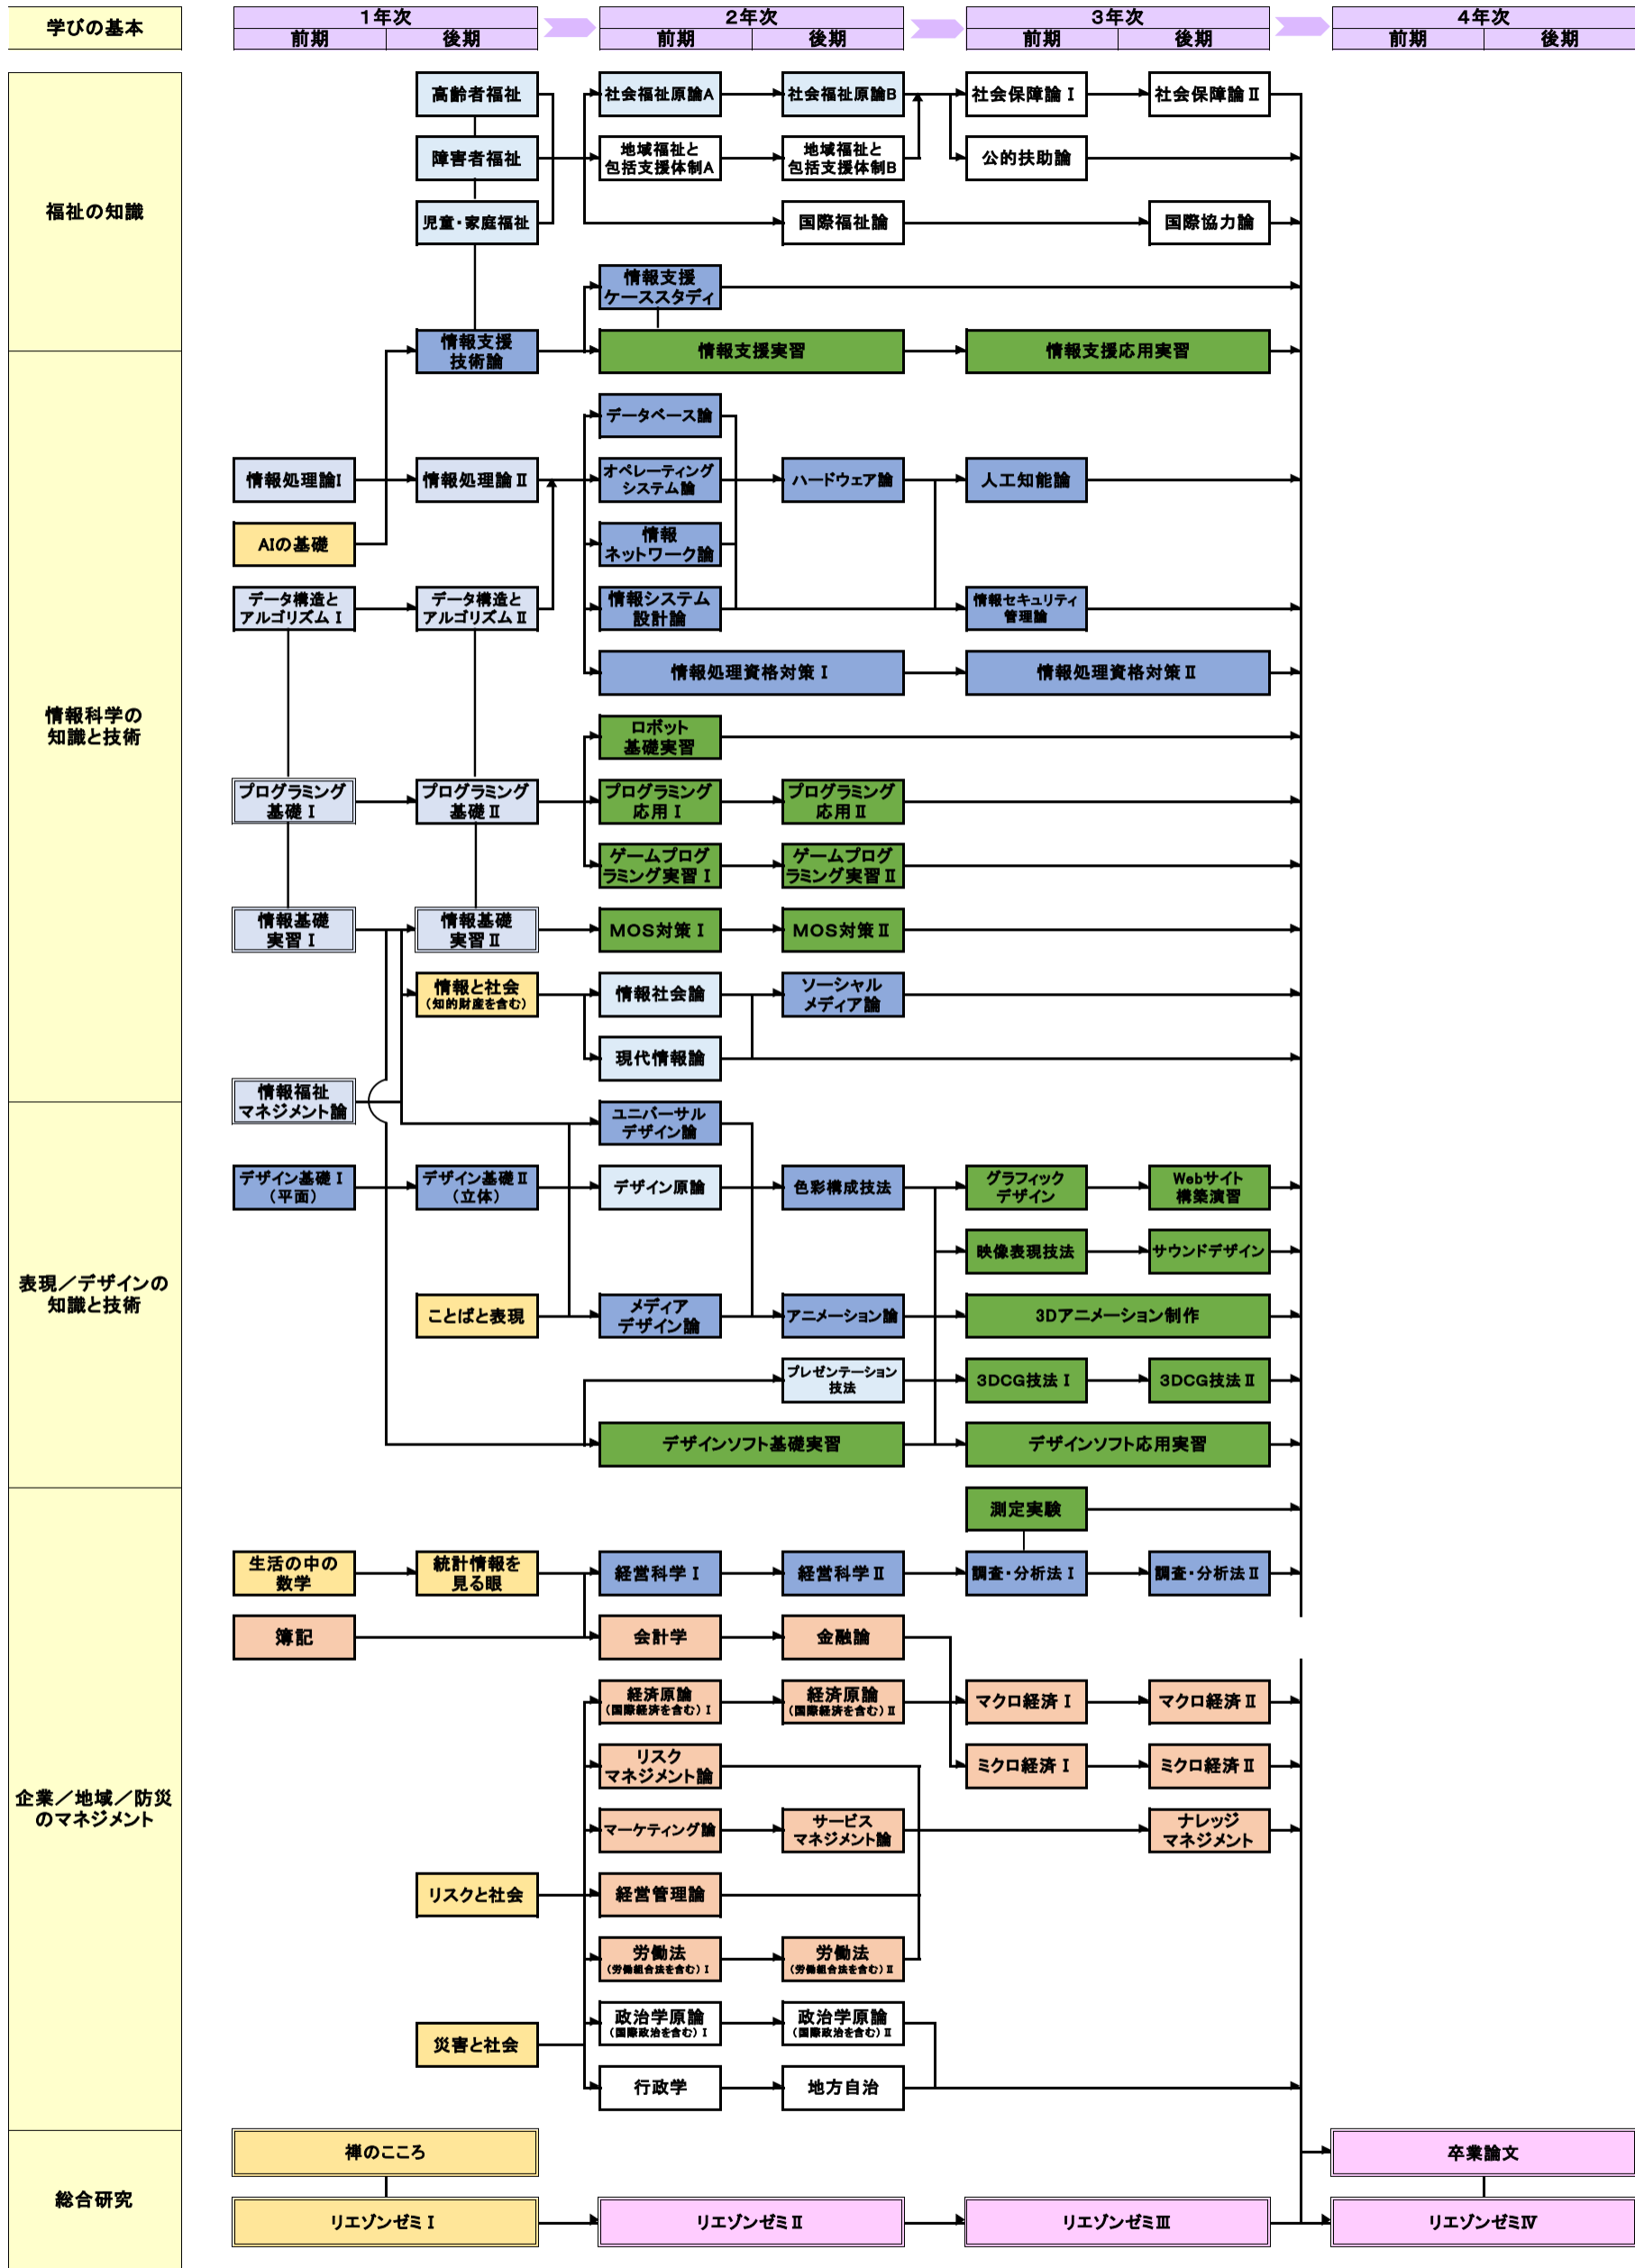 学びの基本
1年次
2年次
3年次
4年次
前期
後期
前期
後期
前期
後期
前期
後期
福祉の知識
高齢者福祉
社会福祉原論A
社会福祉原論B
社会保障論Ⅰ
社会保障論Ⅱ
障害者福祉
地域福祉と
包括支援体制A
地域福祉と
包括支援体制B
公的扶助論
児童・家庭福祉
国際福祉論
国際協力論
情報支援
ケーススタディ
情報支援
技術論
情報支援実習
情報支援応用実習
情報科学の
知識と技術
データベース論
情報処理論Ⅰ
情報処理論Ⅱ
オペレーティング
システム論
ハードウェア論
人工知能論
AIの基礎
情報
ネットワーク論
データ構造と
アルゴリズムⅠ
データ構造と
アルゴリズムⅡ
情報システム
設計論
情報セキュリティ
管理論
情報処理資格対策Ⅰ
情報処理資格対策Ⅱ
ロボット
基礎実習
プログラミング
基礎Ⅰ
プログラミング
基礎Ⅱ
プログラミング
応用Ⅰ
プログラミング
応用Ⅱ
ゲームプログ
ラミング実習Ⅰ
ゲームプログ
ラミング実習Ⅱ
情報基礎
実習Ⅰ
情報基礎
実習Ⅱ
MOS対策Ⅰ
MOS対策Ⅱ
情報と社会
（知的財産を含む）
情報社会論
ソーシャル
メディア論
現代情報論
情報福祉
マネジメント論
表現／デザインの
知識と技術
ユニバーサル
デザイン論
デザイン基礎Ⅰ
（平面）
デザイン基礎Ⅱ
（立体）
デザイン原論
色彩構成技法
グラフィック
デザイン
Webサイト
構築演習
映像表現技法
サウンドデザイン
ことばと表現
メディア
デザイン論
アニメーション論
3Dアニメーション制作
プレゼンテーション
技法
3DCG技法Ⅰ
3DCG技法Ⅱ
デザインソフト基礎実習
デザインソフト応用実習
企業／地域／防災
のマネジメント
測定実験
生活の中の
数学
統計情報を
見る眼
経営科学Ⅰ
経営科学Ⅱ
調査・分析法Ⅰ
調査・分析法Ⅱ
簿記
会計学
金融論
経済原論
（国際経済を含む）Ⅰ
経済原論
（国際経済を含む）Ⅱ
マクロ経済Ⅰ
マクロ経済Ⅱ
リスク
マネジメント論
ミクロ経済Ⅰ
ミクロ経済Ⅱ
マーケティング論
サービス
マネジメント論
ナレッジ
マネジメント
リスクと社会
経営管理論
労働法
（労働組合法を含む）Ⅰ
労働法
（労働組合法を含む）Ⅱ
災害と社会
政治学原論
（国際政治を含む）Ⅰ
政治学原論
（国際政治を含む）Ⅱ
行政学
地方自治
総合研究
禅のこころ
卒業論文
リエゾンゼミⅠ
リエゾンゼミⅡ
リエゾンゼミⅢ
リエゾンゼミⅣ